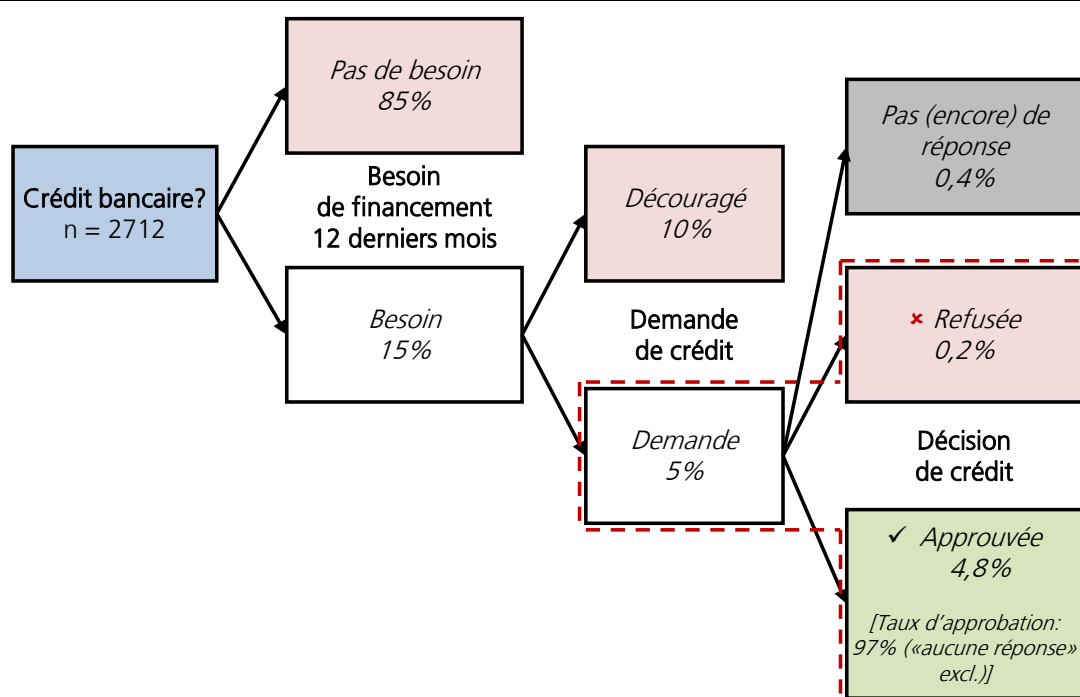 Crédit bancaire?
n = 2712
Pas de besoin
85%
Besoin
de financement
12 derniers mois
Besoin
15%
Découragé
10%
Demande
de crédit
Demande
5%
Pas (encore) de
réponse
0,4%
✘ Refusée
0,2%
Décision
de crédit
✓ Approuvée
4,8%
[Taux d’approbation:
97% («aucune réponse»
excl.)]